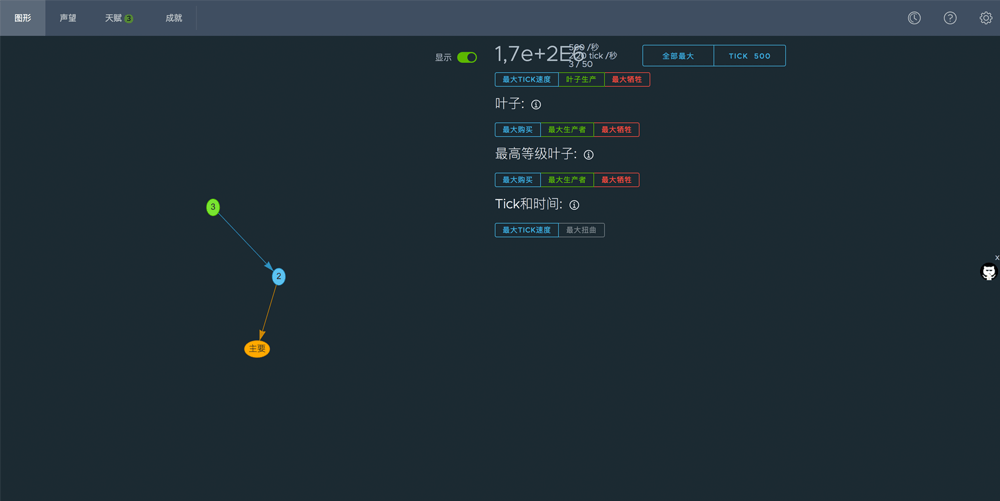 图形 声望 天赋 3 成就
显示
1,7e+2E6
/秒
tick /秒
3 / 50
全部最大 TICK 500
最大TICK速度 叶子生产 最大牺牲
叶子:
最大购买 最大生产者 最大牺牲
最高等级叶子:
最大购买 最大生产者 最大牺牲
Tick和时间:
最大TICK速度 最大扭曲
3
2
主要
x